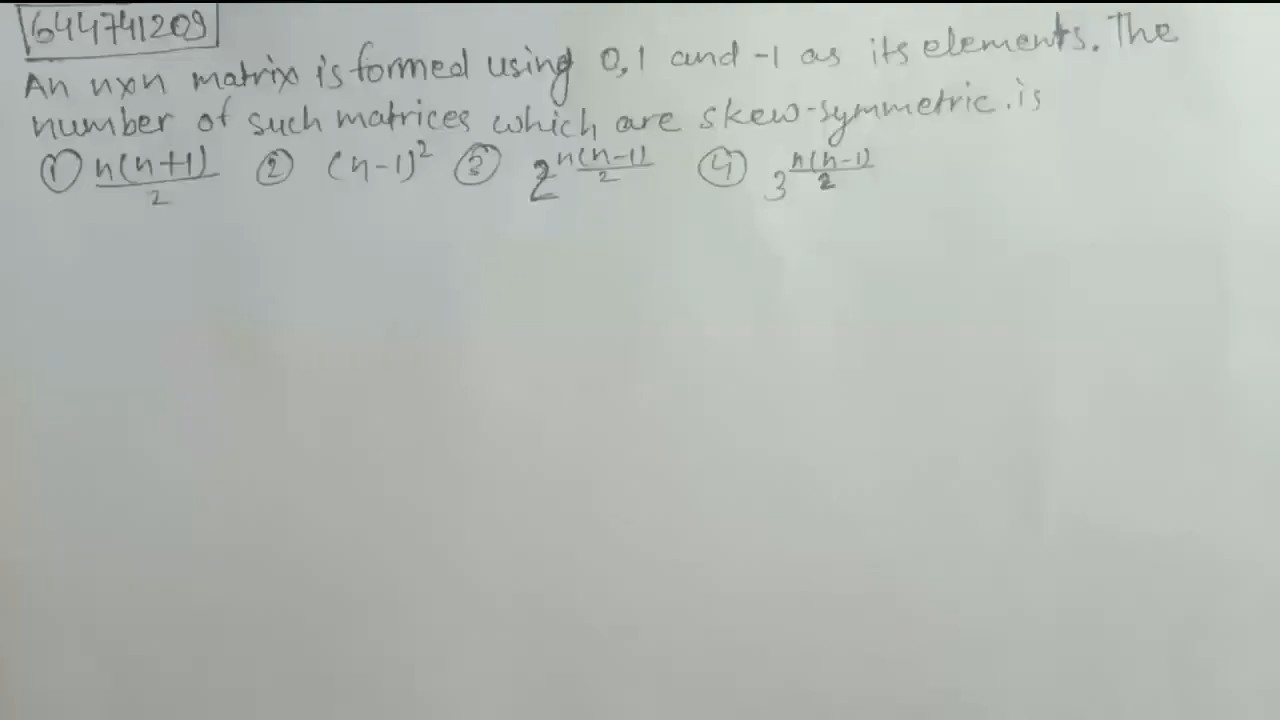 644741209
An nxn matrix is formed using 0,1 and -1 as its elements. The
number of such matrices which are skew-symmetric. is
① n(n+1)/2 ② (n-1)² ③ 2^(n(n-1)/2) ④ 3^(n(n-1)/2)